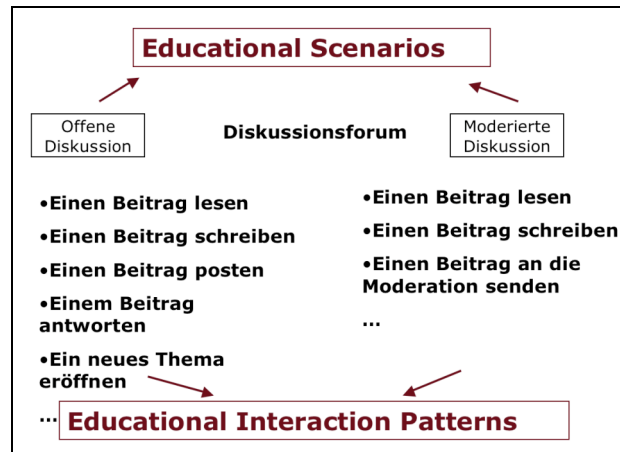 Educational Scenarios
Offene
Diskussion
Diskussionsforum
Moderierte
Diskussion
•Einen Beitrag lesen
•Einen Beitrag schreiben
•Einen Beitrag posten
•Einem Beitrag
antworten
•Ein neues Thema
eröffnen
…
•Einen Beitrag lesen
•Einen Beitrag schreiben
•Einen Beitrag an die
Moderation senden
…
Educational Interaction Patterns